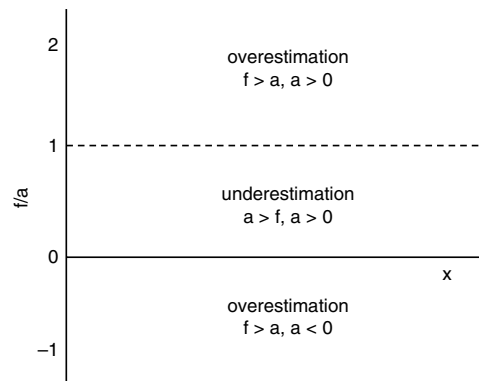 2
overestimation
f > a, a > 0
1
f/a
underestimation
a > f, a > 0
0
x
overestimation
f > a, a < 0
–1